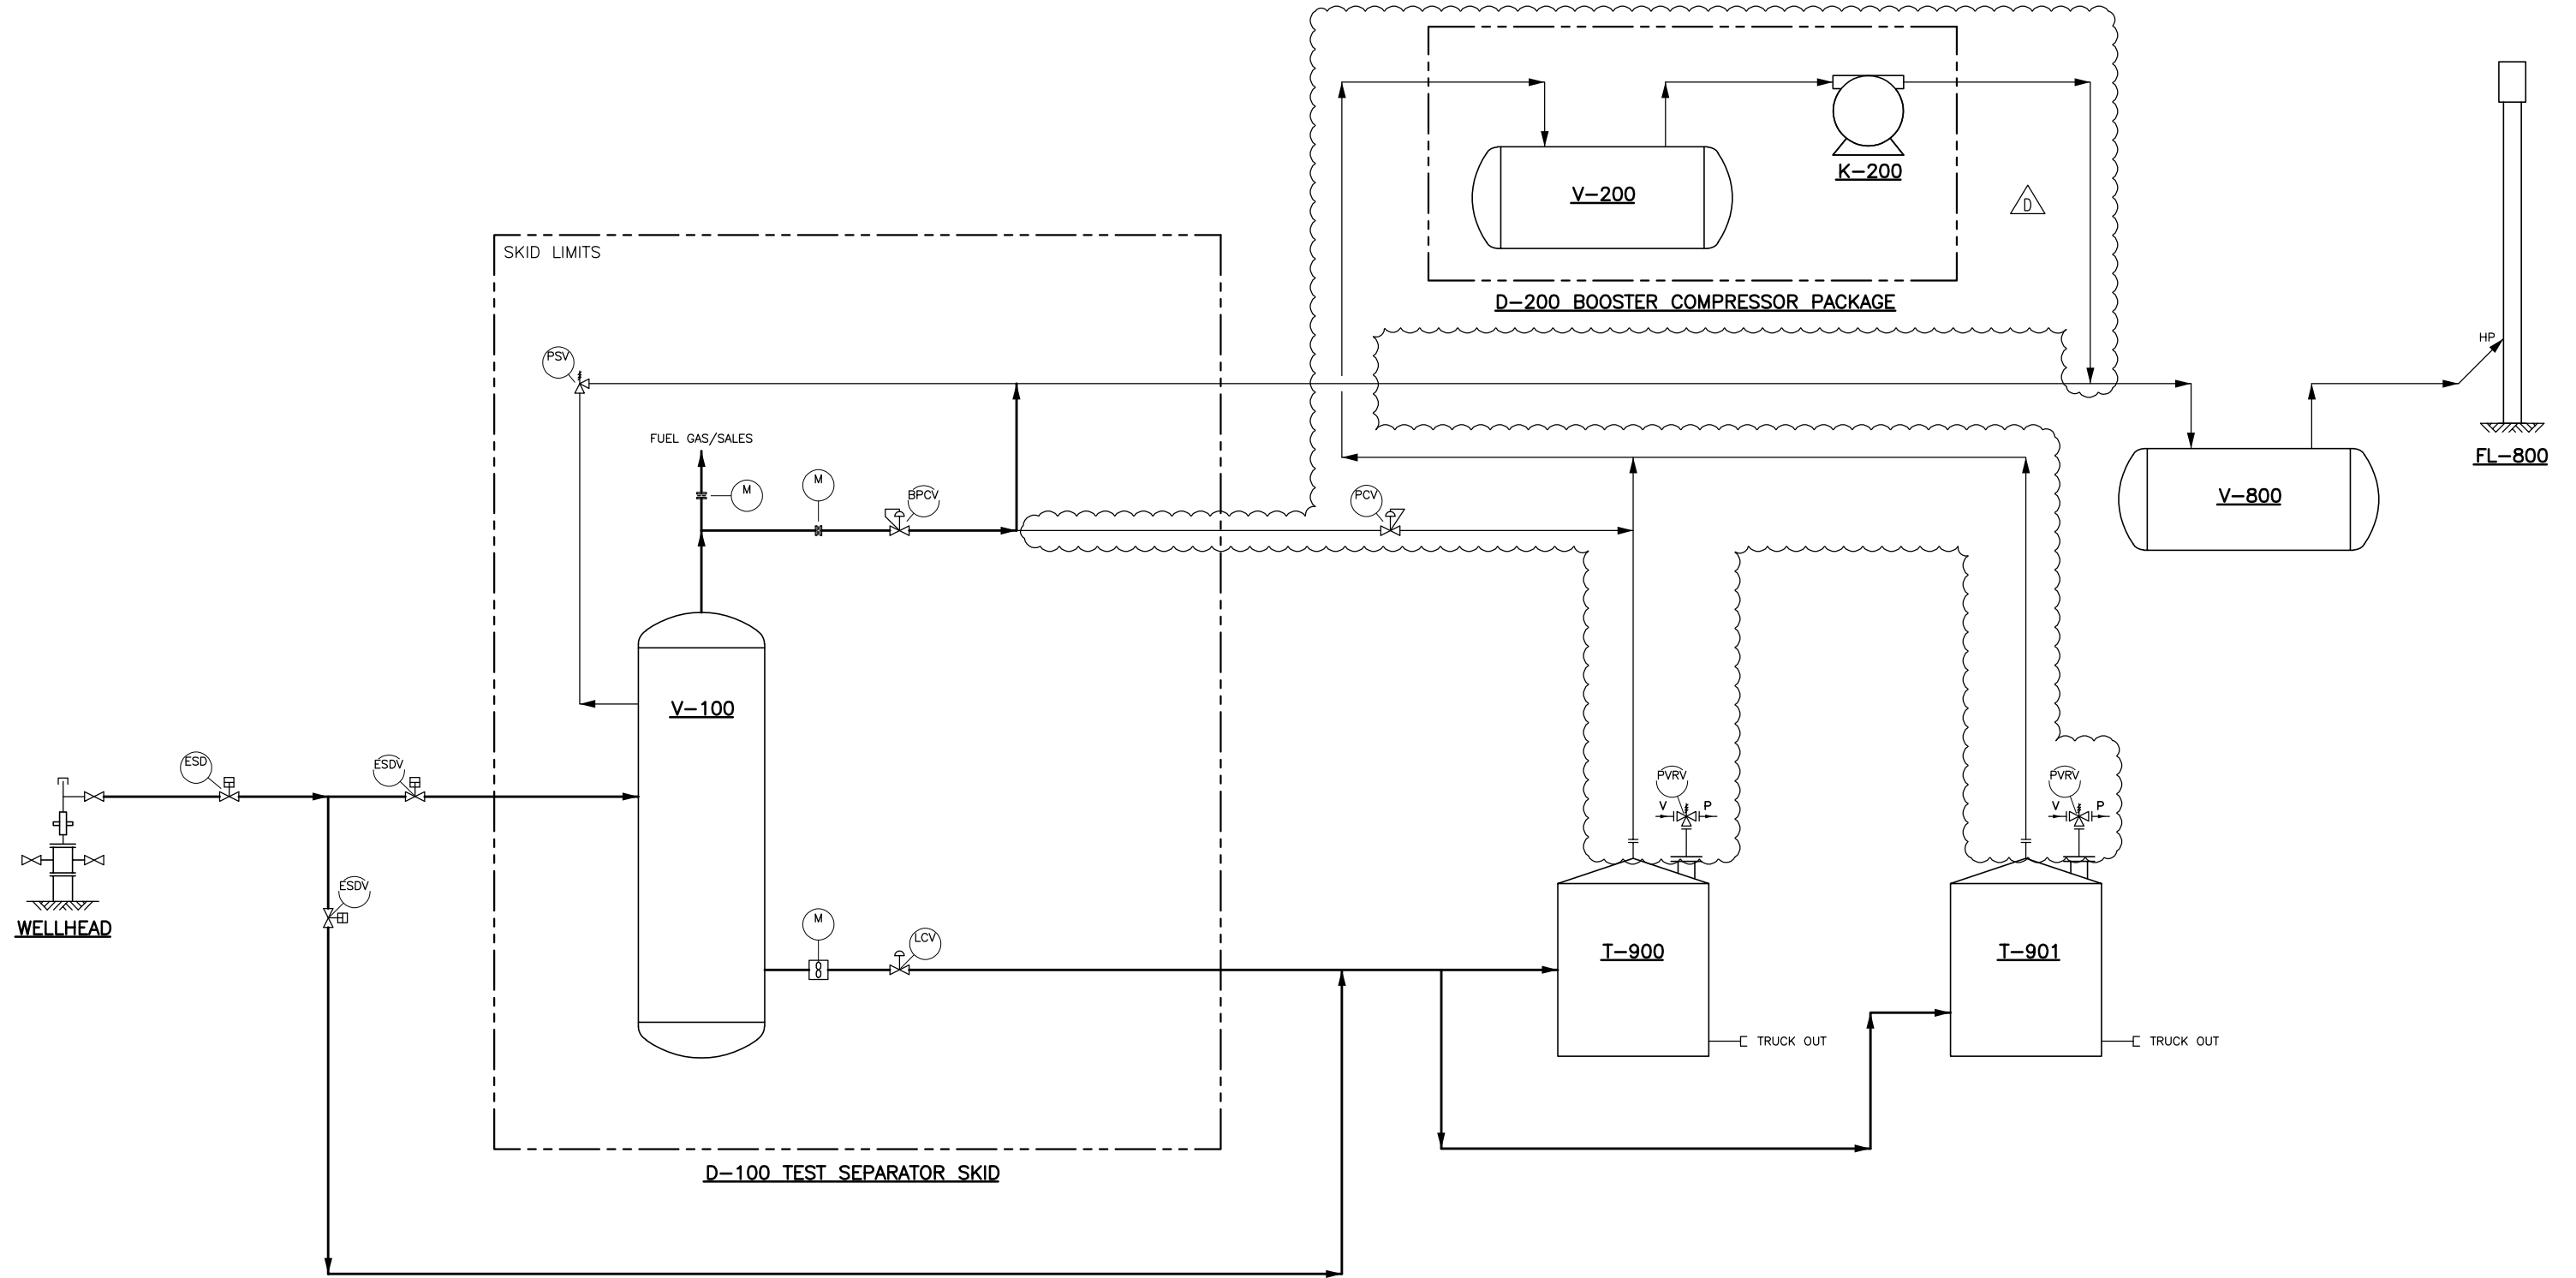 K-200
V-200
D
SKID LIMITS
D-200 BOOSTER COMPRESSOR PACKAGE
HP
PSV
FUEL GAS/SALES
FL-800
M
M
BPCV
PCV
V-800
V-100
ESD
ESDV
PVRV
V
P
PVRV
V
P
ESDV
WELLHEAD
M
LCV
T-900
T-901
TRUCK OUT
TRUCK OUT
D-100 TEST SEPARATOR SKID